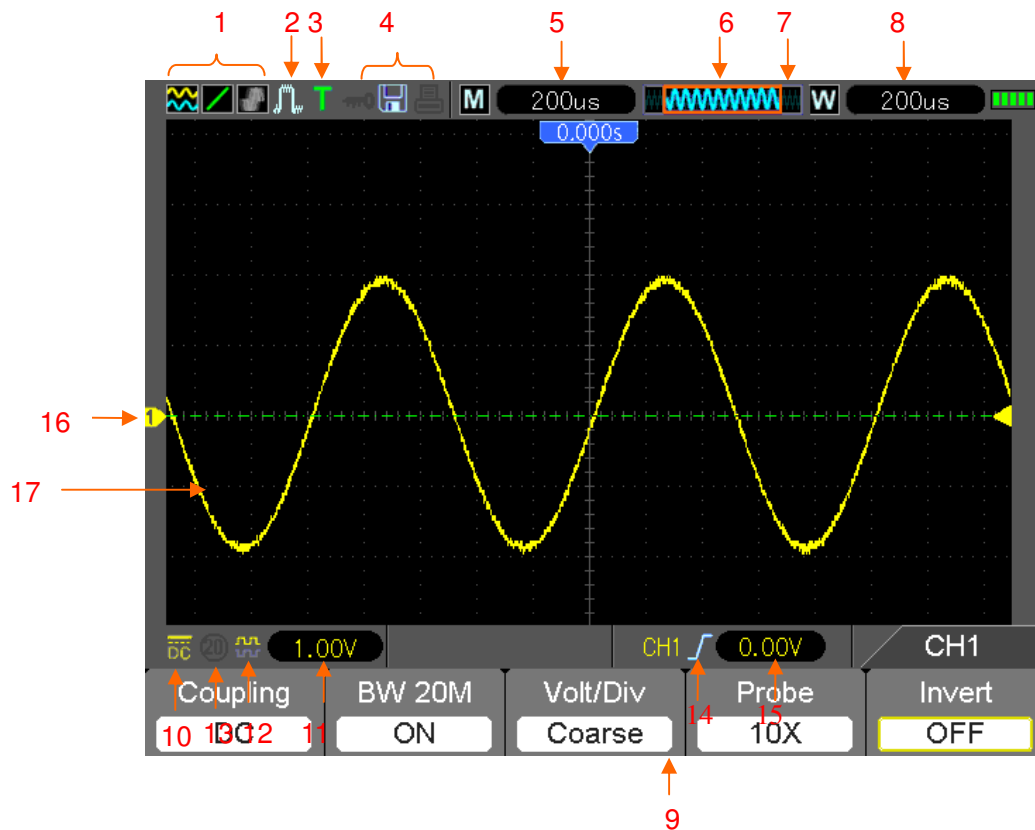 1 2 3 4 5 6 7 8
T M 200us W 200us
0.000s
16
1
17
DC 20 1.00V CH1 0.00V CH1
Coupling BW 20M Volt/Div Probe Invert
10 13 12 11 14 15
DC ON Coarse 10X OFF
9